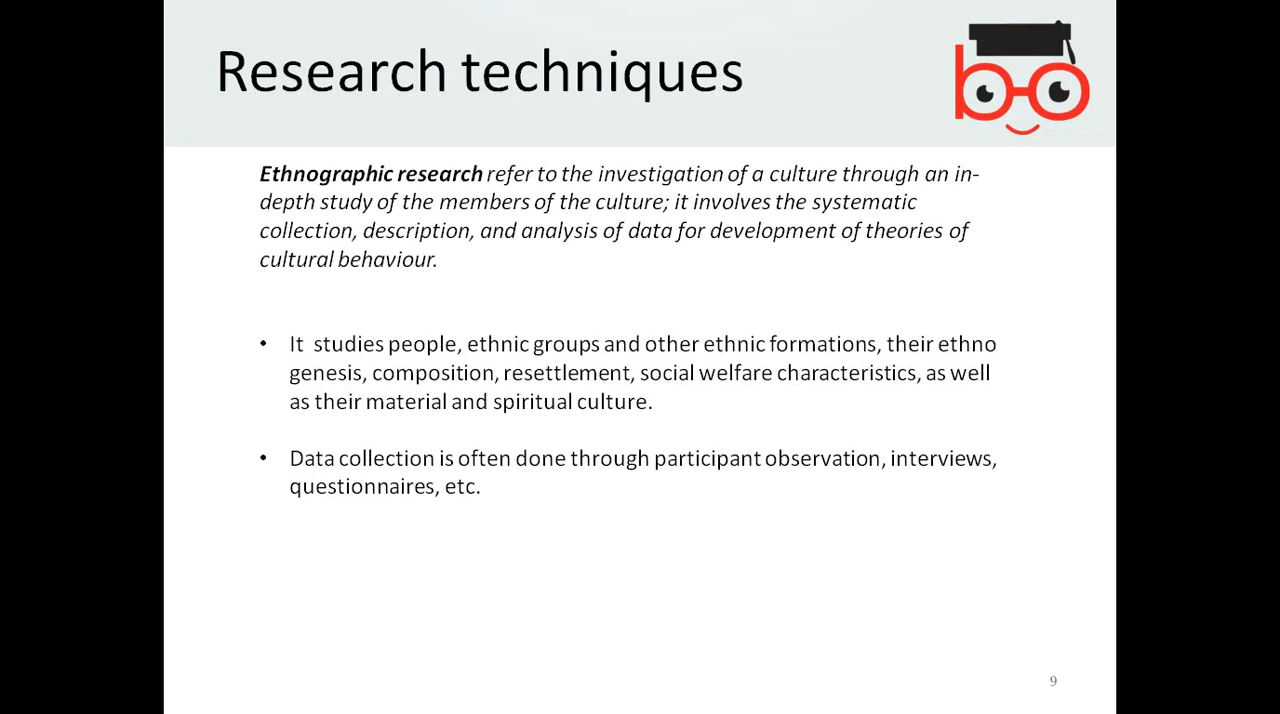 Research techniques
Ethnographic research refer to the investigation of a culture through an in-
depth study of the members of the culture; it involves the systematic
collection, description, and analysis of data for development of theories of
cultural behaviour.
• It studies people, ethnic groups and other ethnic formations, their ethno
genesis, composition, resettlement, social welfare characteristics, as well
as their material and spiritual culture.
• Data collection is often done through participant observation, interviews,
questionnaires, etc.
9